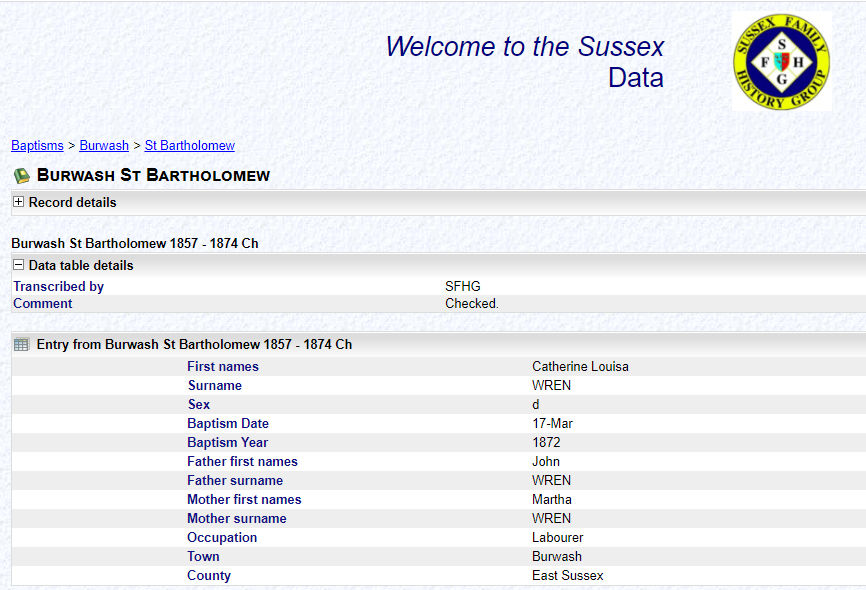 Welcome to the Sussex
Data
SUSSEX FAMILY
HISTORY GROUP
S
F H
G
Baptisms > Burwash > St Bartholomew
BURWASH ST BARTHOLOMEW
Record details
Burwash St Bartholomew 1857 - 1874 Ch
Data table details
Transcribed by SFHG
Comment Checked.
Entry from Burwash St Bartholomew 1857 - 1874 Ch
First names Catherine Louisa
Surname WREN
Sex d
Baptism Date 17-Mar
Baptism Year 1872
Father first names John
Father surname WREN
Mother first names Martha
Mother surname WREN
Occupation Labourer
Town Burwash
County East Sussex